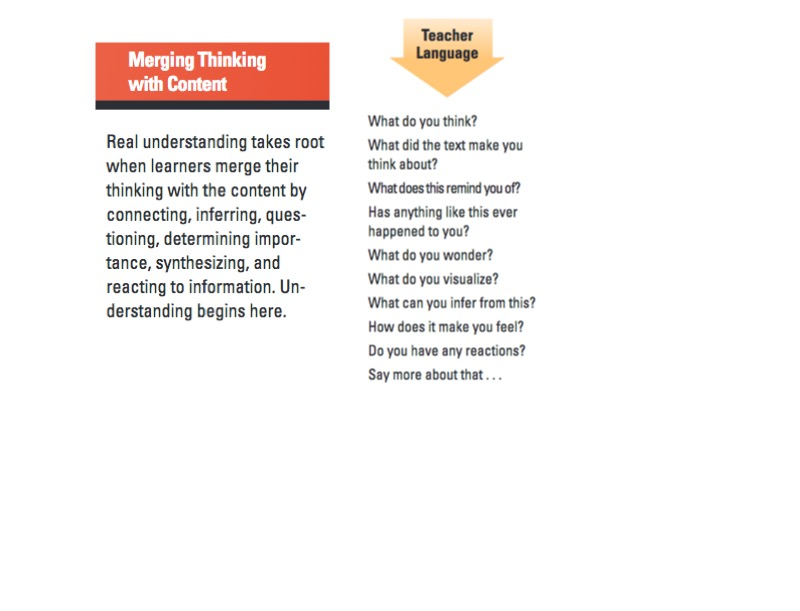 Merging Thinking
with Content
Real understanding takes root
when learners merge their
thinking with the content by
connecting, inferring, ques-
tioning, determining impor-
tance, synthesizing, and
reacting to information. Un-
derstanding begins here.
Teacher
Language
What do you think?
What did the text make you
think about?
What does this remind you of?
Has anything like this ever
happened to you?
What do you wonder?
What do you visualize?
What can you infer from this?
How does it make you feel?
Do you have any reactions?
Say more about that . . .